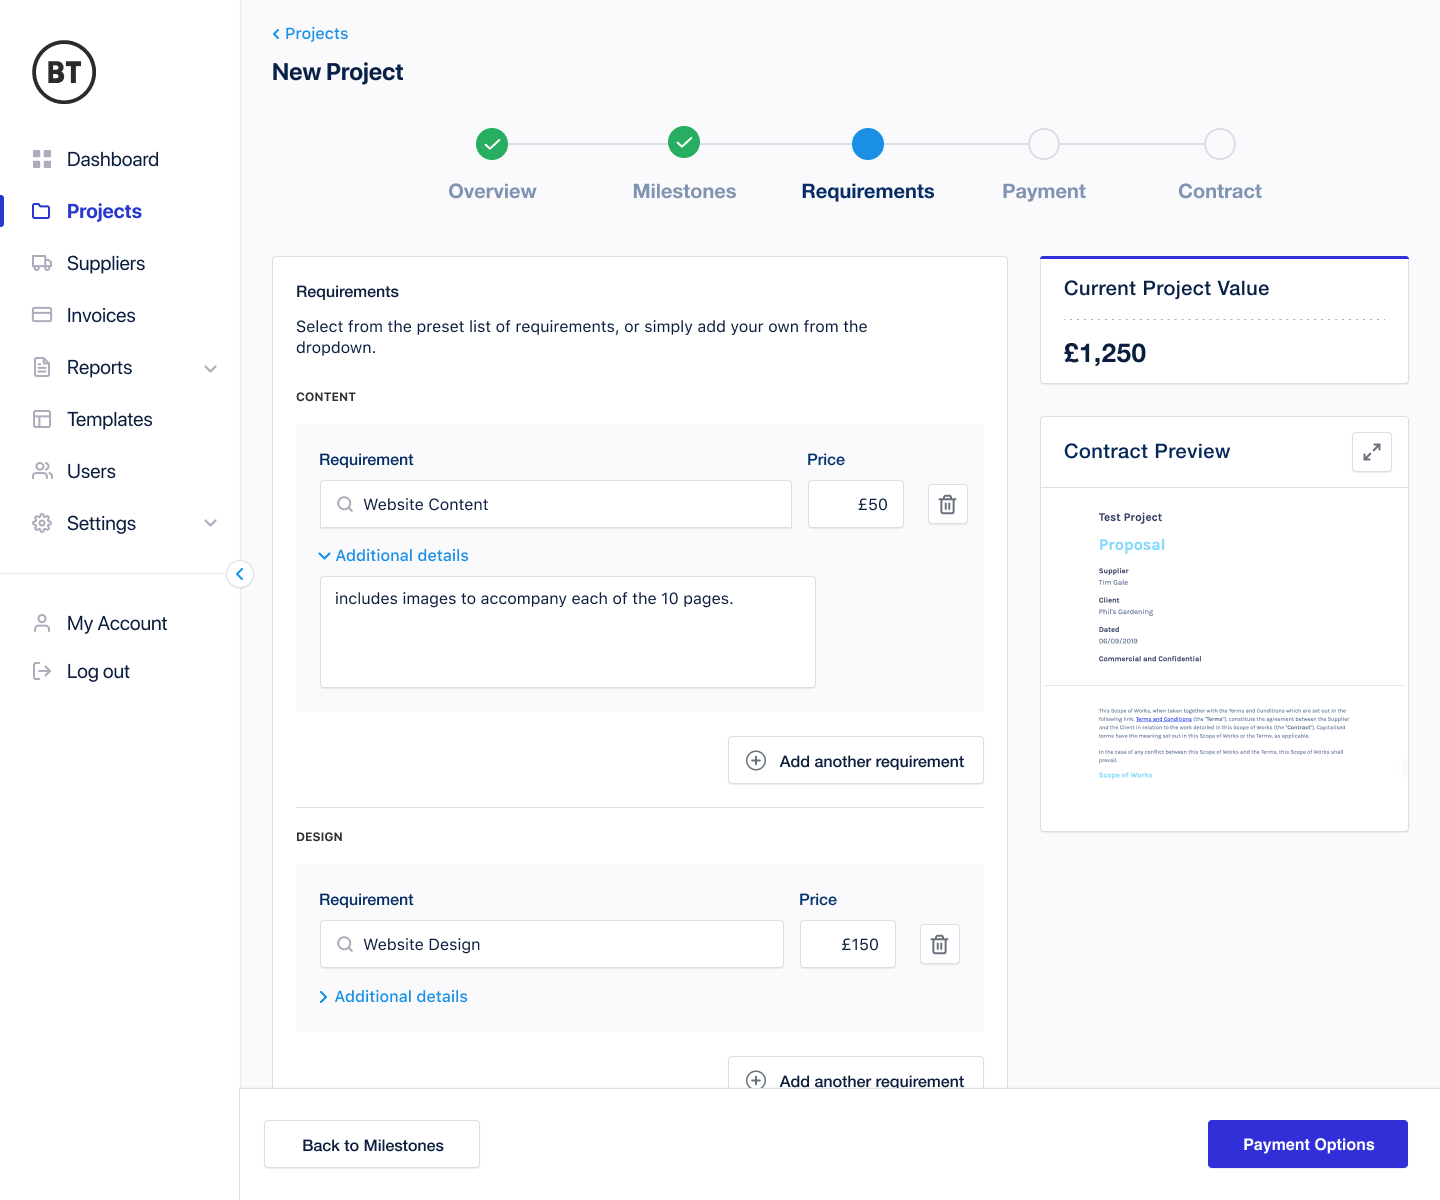 BT
Dashboard
Projects
Suppliers
Invoices
Reports
Templates
Users
Settings
My Account
Log out
Projects
New Project
Overview
Milestones
Requirements
Payment
Contract
Requirements
Select from the preset list of requirements, or simply add your own from the
dropdown.
CONTENT
Requirement
Price
Website Content
£50
Additional details
includes images to accompany each of the 10 pages.
Add another requirement
DESIGN
Requirement
Price
Website Design
£150
Additional details
Add another requirement
Current Project Value
£1,250
Contract Preview
Test Project
Proposal
Supplier
Tim Gale
Client
Phil's Gardening
Dated
06/09/2019
Commercial and Confidential
This Scope of Works, when taken together with the Terms and Conditions which are set out in the
following link: Terms and Conditions (the "Terms"), constitute the agreement between the Supplier
and the Client in relation to the work detailed in this Scope of Works (the "Contract"). Capitalised
terms have the meaning set out in this Scope of Works or the Terms, as applicable.
In the case of any conflict between this Scope of Works and the Terms, this Scope of Works shall
prevail.
Scope of Works
Back to Milestones
Payment Options